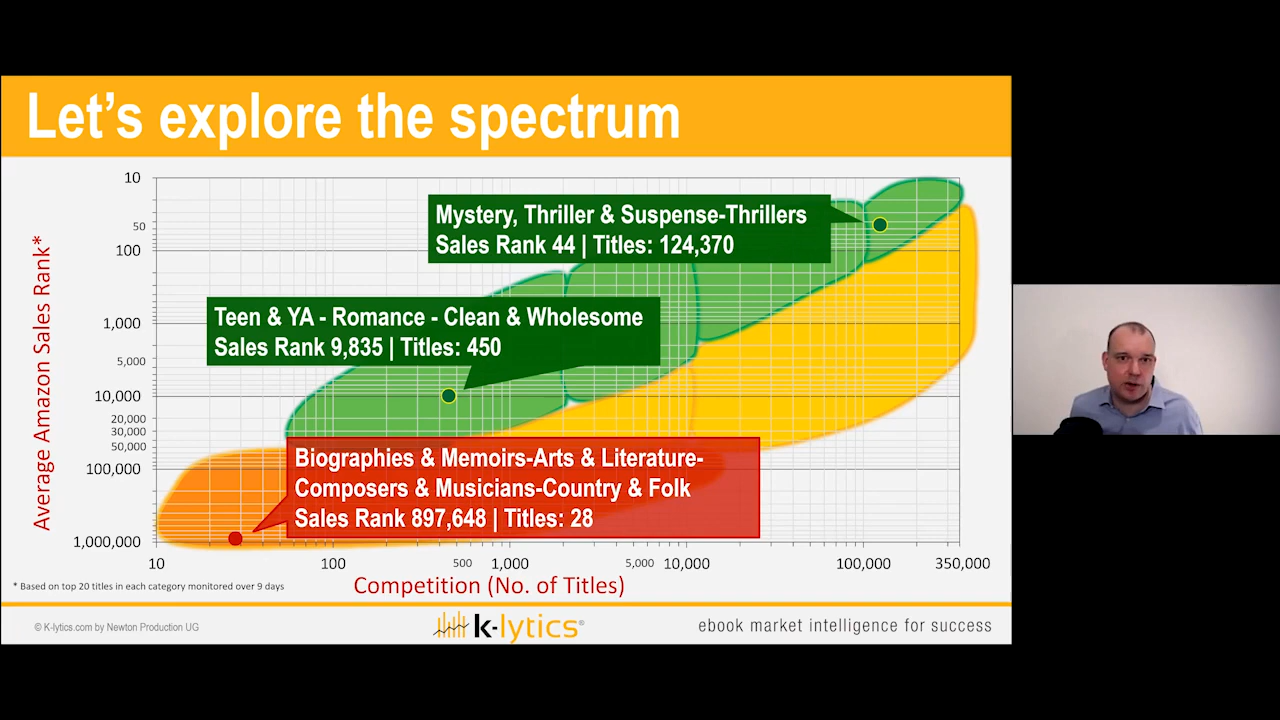 Let's explore the spectrum
Average Amazon Sales Rank*
10
50
100
1,000
5,000
10,000
20,000
30,000
50,000
100,000
1,000,000
Mystery, Thriller & Suspense-Thrillers
Sales Rank 44 | Titles: 124,370
Teen & YA - Romance - Clean & Wholesome
Sales Rank 9,835 | Titles: 450
Biographies & Memoirs-Arts & Literature-
Composers & Musicians-Country & Folk
Sales Rank 897,648 | Titles: 28
10 100 500 1,000 5,000 10,000 100,000 350,000
* Based on top 20 titles in each category monitored over 9 days
Competition (No. of Titles)
© K-lytics.com by Newton Production UG
k-lytics®
ebook market intelligence for success